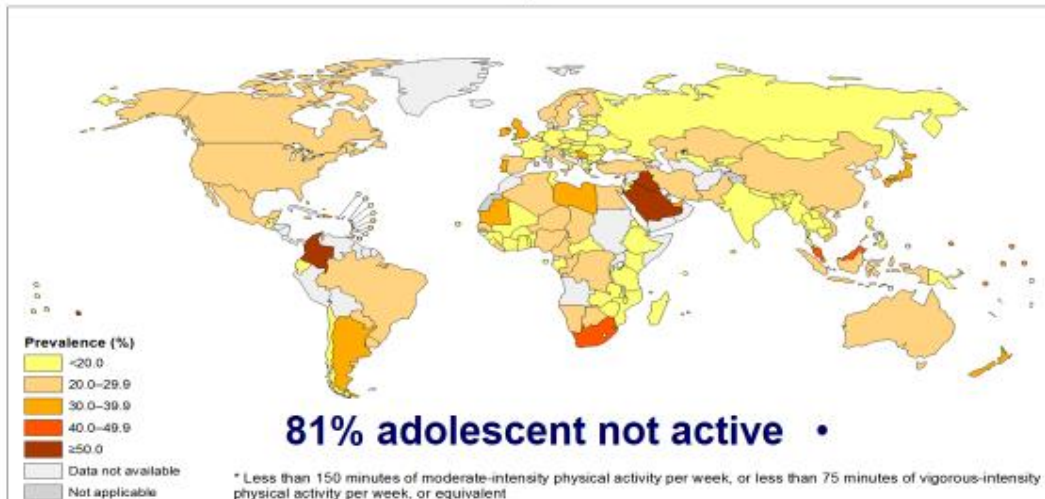 Prevalence (%)
<20.0
20.0–29.9
30.0–39.9
40.0–49.9
≥50.0
Data not available
Not applicable
81% adolescent not active •
* Less than 150 minutes of moderate-intensity physical activity per week, or less than 75 minutes of vigorous-intensity
physical activity per week, or equivalent